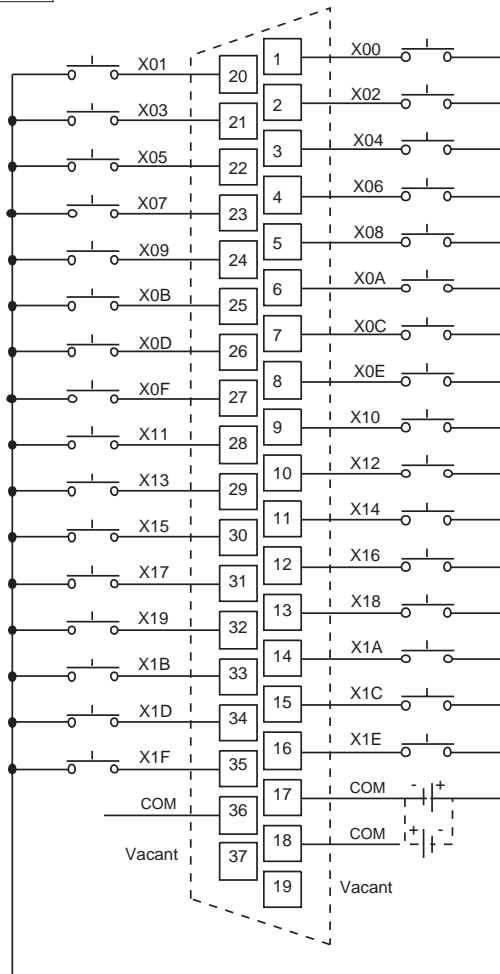 X01 20 1 X00
X03 21 2 X02
X05 22 3 X04
X07 23 4 X06
X09 24 5 X08
X0B 25 6 X0A
X0D 26 7 X0C
X0F 27 8 X0E
X11 28 9 X10
X13 29 10 X12
X15 30 11 X14
X17 31 12 X16
X19 32 13 X18
X1B 33 14 X1A
X1D 34 15 X1C
X1F 35 16 X1E
COM 36 17 COM - +
Vacant 37 18 COM + -
19 Vacant